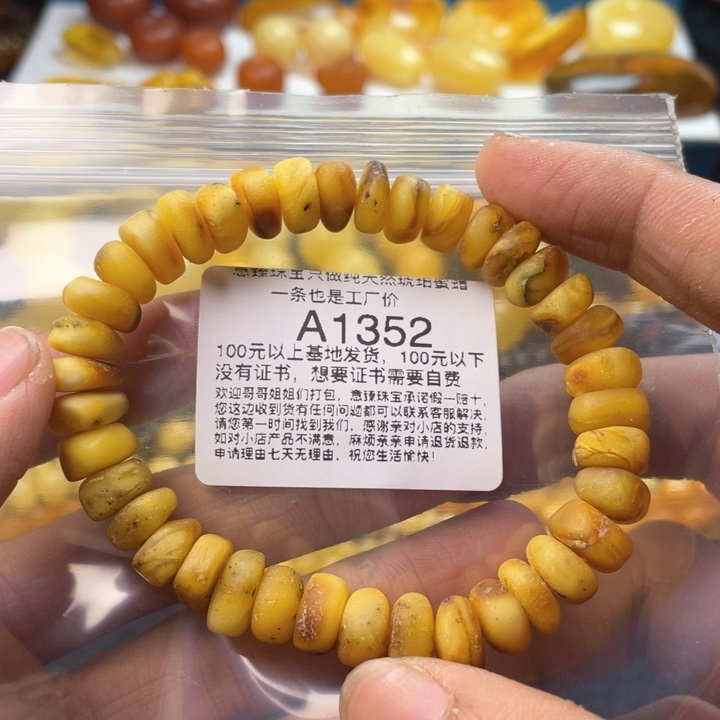 意臻珠宝只做纯天然琥珀蜜蜡
一条也是工厂价
A1352
100元以上基地发货，100元以下
没有证书，想要证书需要自费
欢迎哥哥姐姐们打包，意臻珠宝承诺假一赔十，
您这边收到货有任何问题都可以联系客服解决，
请您第一时间找到我们，感谢亲对小店的支持，
如对小店产品不满意，麻烦亲亲申请退货退款，
申请理由七天无理由，祝您生活愉快！